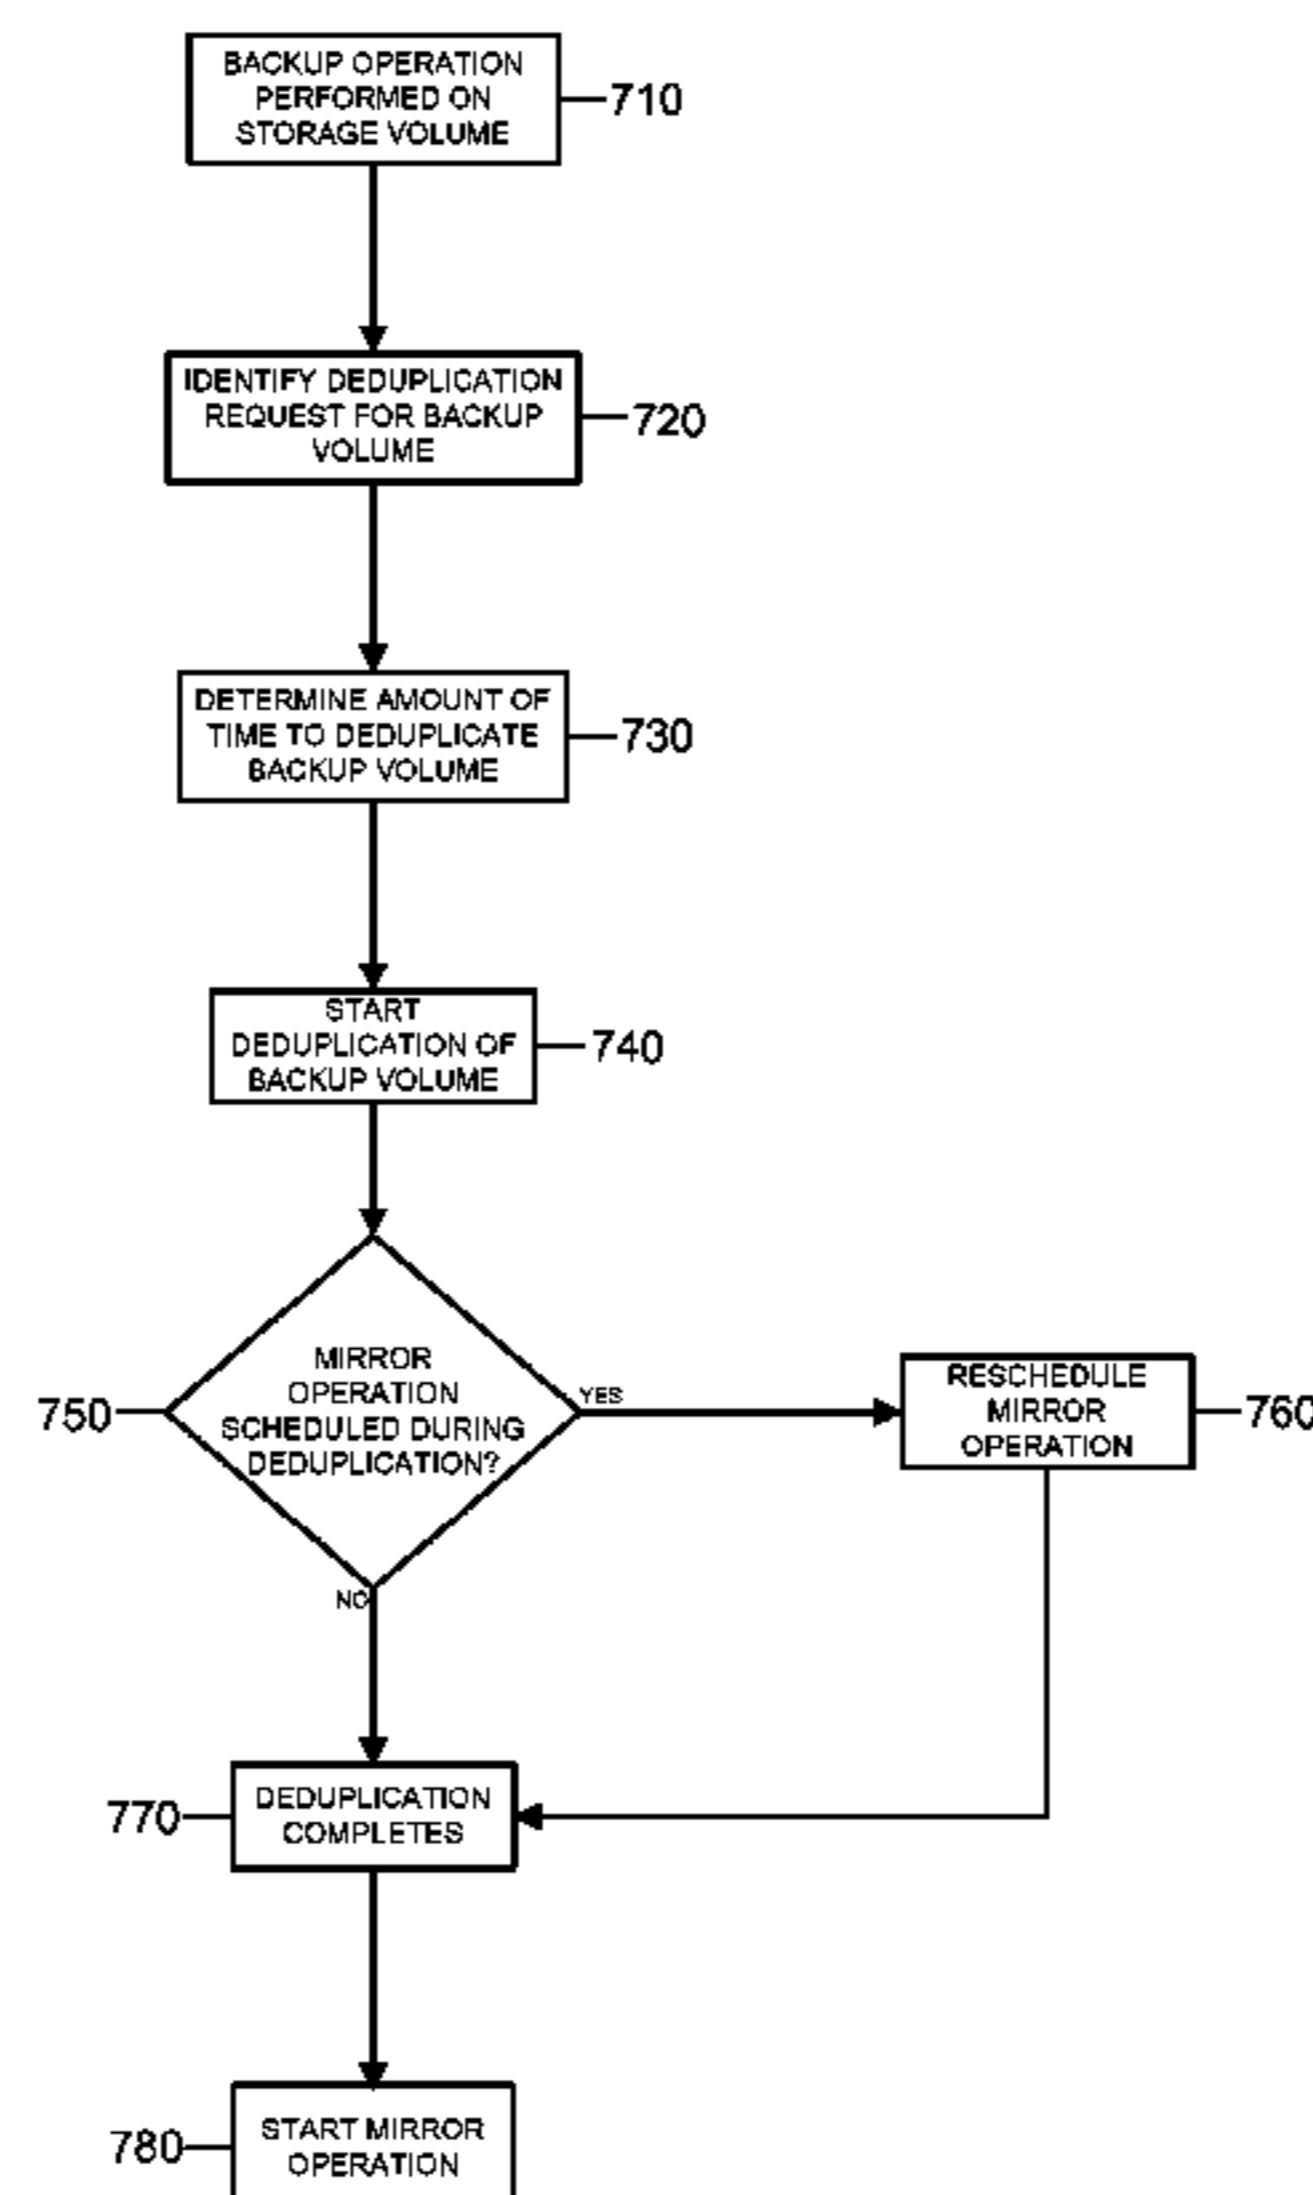 BACKUP OPERATION
PERFORMED ON
STORAGE VOLUME
710
IDENTIFY DEDUPLICATION
REQUEST FOR BACKUP
VOLUME
720
DETERMINE AMOUNT OF
TIME TO DEDUPLICATE
BACKUP VOLUME
730
START
DEDUPLICATION OF
BACKUP VOLUME
740
MIRROR
OPERATION
SCHEDULED DURING
DEDUPLICATION?
750
YES
RESCHEDULE
MIRROR
OPERATION
760
NO
DEDUPLICATION
COMPLETES
770
START MIRROR
OPERATION
780